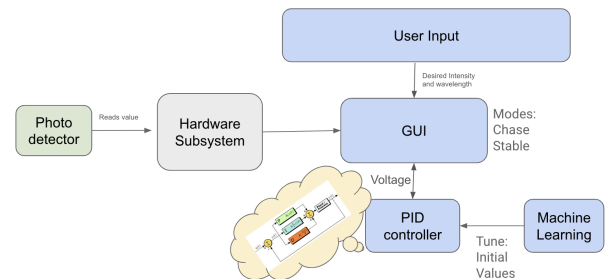 User Input
Desired Intensity
and wavelength
Photo
detector
Reads value
Hardware
Subsystem
GUI
Modes:
Chase
Stable
Voltage
PID
controller
Machine
Learning
Tune:
Initial
Values